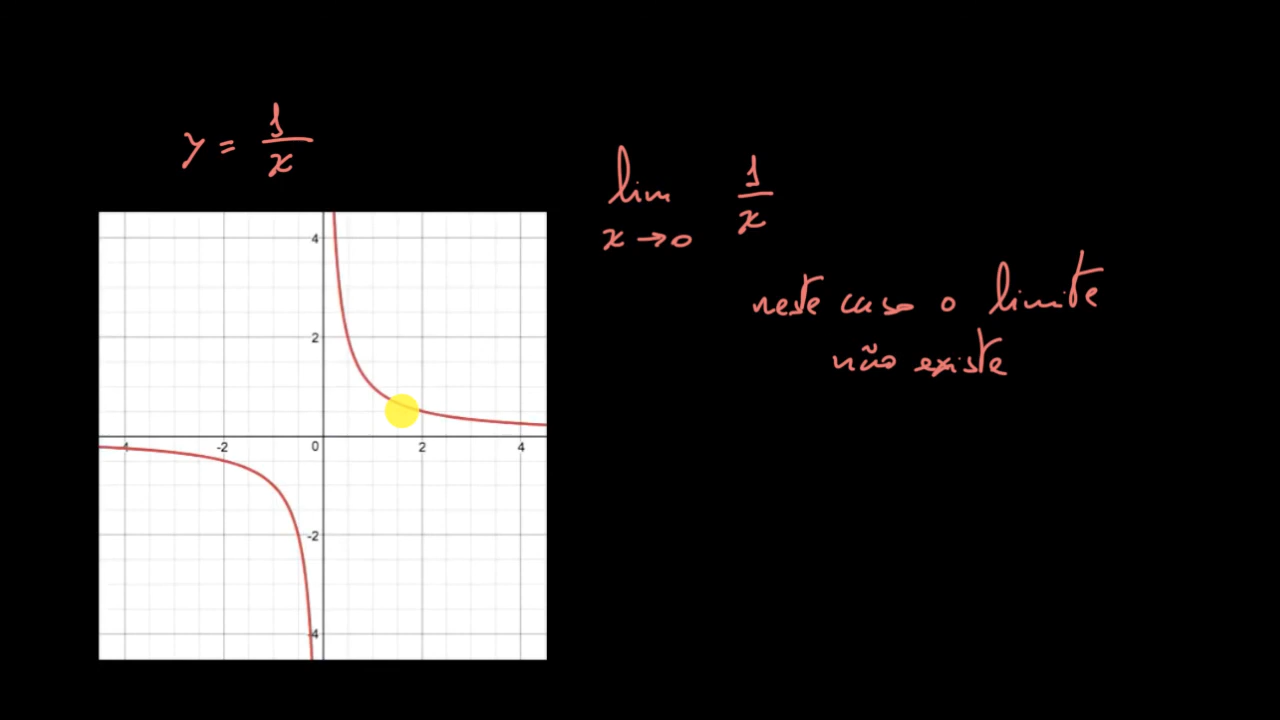 y = 1/x
lim x→0 1/x
neste caso o limite
não existe
4
2
-4 -2 0 2 4
-2
-4